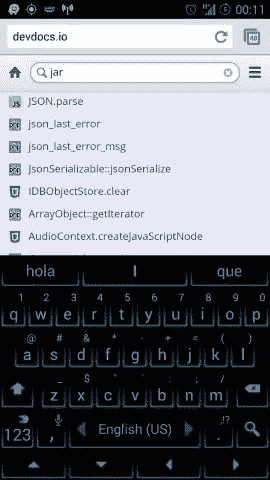 00:11
devdocs.io
48
jar
JSON.parse
json_last_error
json_last_error_msg
JsonSerializable::jsonSerialize
IDBObjectStore.clear
ArrayObject::getIterator
AudioContext.createJavaScriptNode
hola I que
1 2 3 4 5 6 7 8 9 0
q w e r t y u i o p
@ # & * - + = ( )
a s d f g h j k l
_ $ " ' : ; /
z x c v b n m
123 , English (US) . ,!?